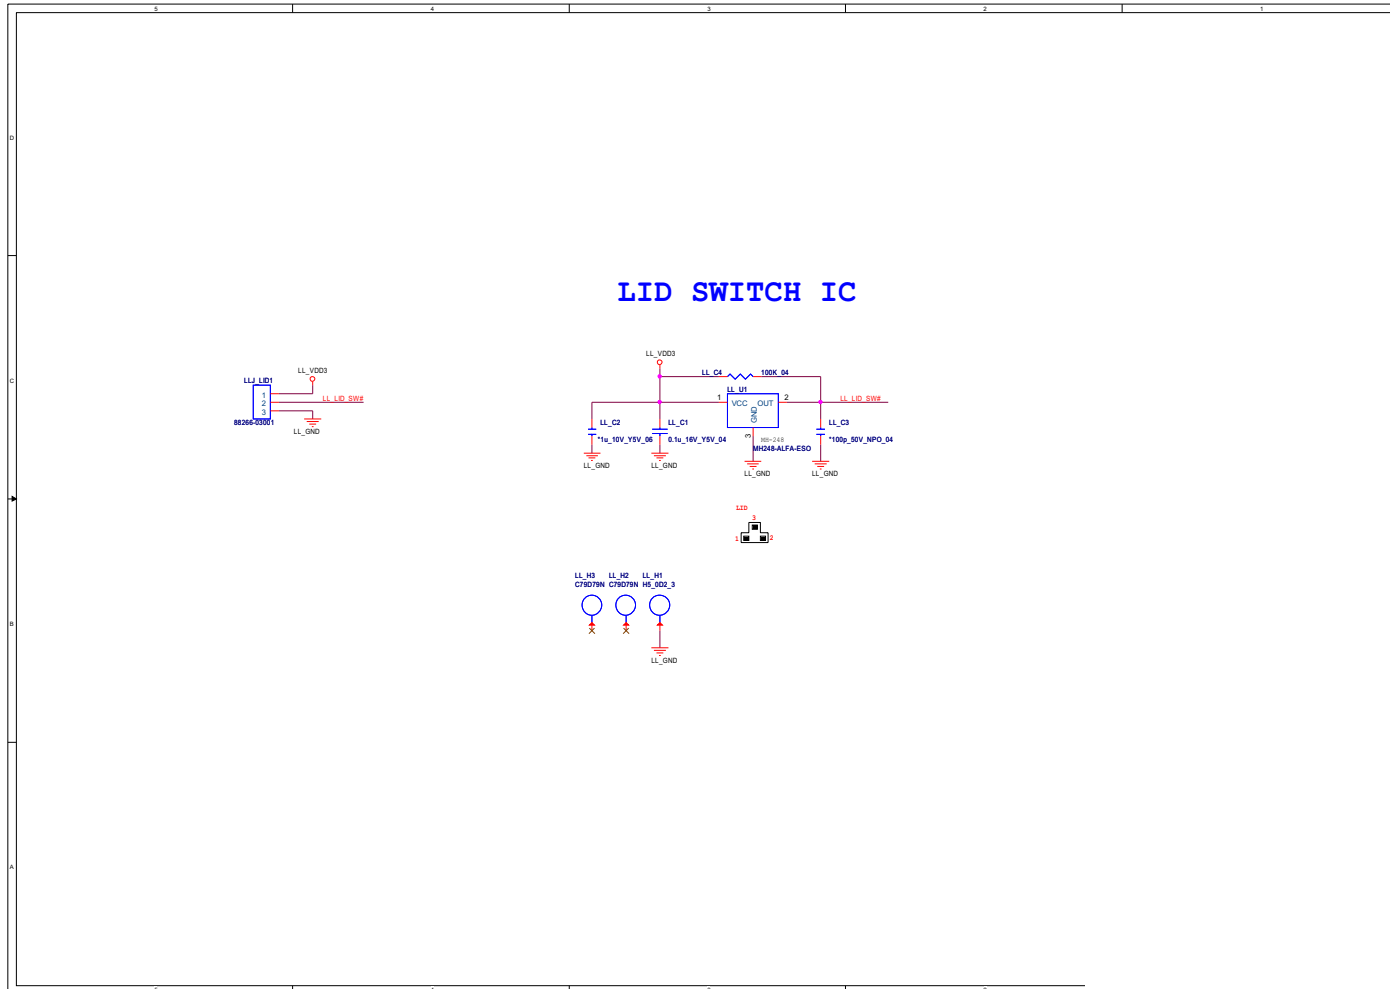 5 4 3 2 1
D
LID SWITCH IC
LL_VDD3
LL_C4 100K_04
LL_VDD3
C
LLJ_LID1
1
2 LL_LID_SW#
3
88266-03001
LL_GND
LL_U1
1 VCC OUT 2 LL_LID_SW#
GND
3
LL_C2
*1u_10V_Y5V_06
LL_C1
0.1u_16V_Y5V_04
LL_C3
*100p_50V_NPO_04
MH-248
MH248-ALFA-ESO
LL_GND LL_GND LL_GND LL_GND
LID
3
1 2
LL_H3 LL_H2 LL_H1
C79D79N C79D79N H5_0D2_3
B
LL_GND
A